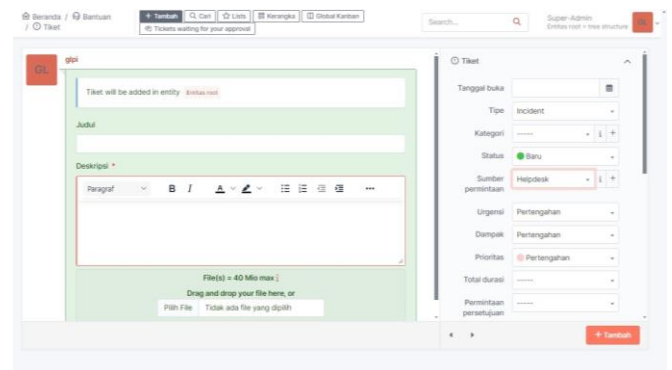 Beranda / Bantuan
/ Tiket
+ Tambah Cari Lists Kerangka Global Kanban
Tickets waiting for your approval
Search...
Super-Admin
Entitas root > tree structure
GL
GL
glpi
Tiket will be added in entity Entitas root
Judul
Deskripsi *
Paragraf B I A ...
File(s) = 40 Mio max i
Drag and drop your file here, or
Pilih File Tidak ada file yang dipilih
Tiket
Tanggal buka
Tipe Incident
Kategori ----- i +
Status Baru
Sumber permintaan Helpdesk i +
Urgensi Pertengahan
Dampak Pertengahan
Prioritas Pertengahan
Total durasi -----
Permintaan persetujuan -----
+ Tambah